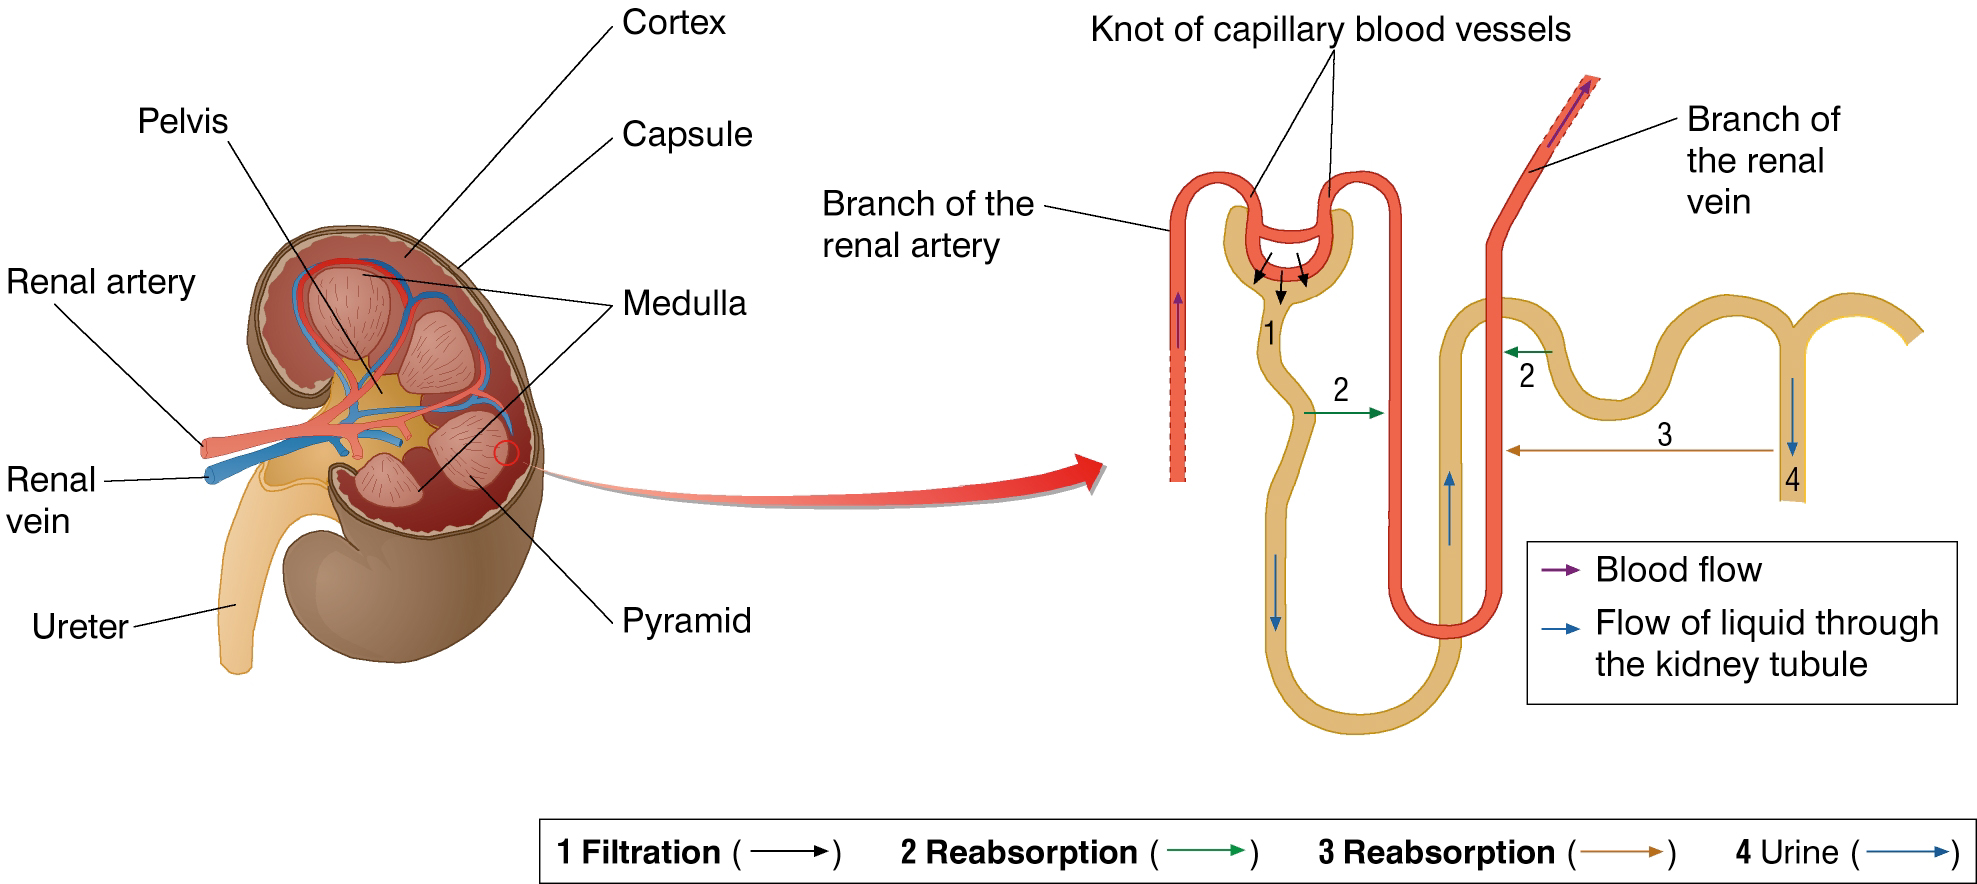 Cortex
Pelvis
Capsule
Renal artery
Medulla
Renal
vein
Ureter
Pyramid
Knot of capillary blood vessels
Branch of the
renal artery
Branch of
the renal
vein
1
2
2
3
4
Blood flow
Flow of liquid through
the kidney tubule
1 Filtration ( ) 2 Reabsorption ( ) 3 Reabsorption ( ) 4 Urine ( )